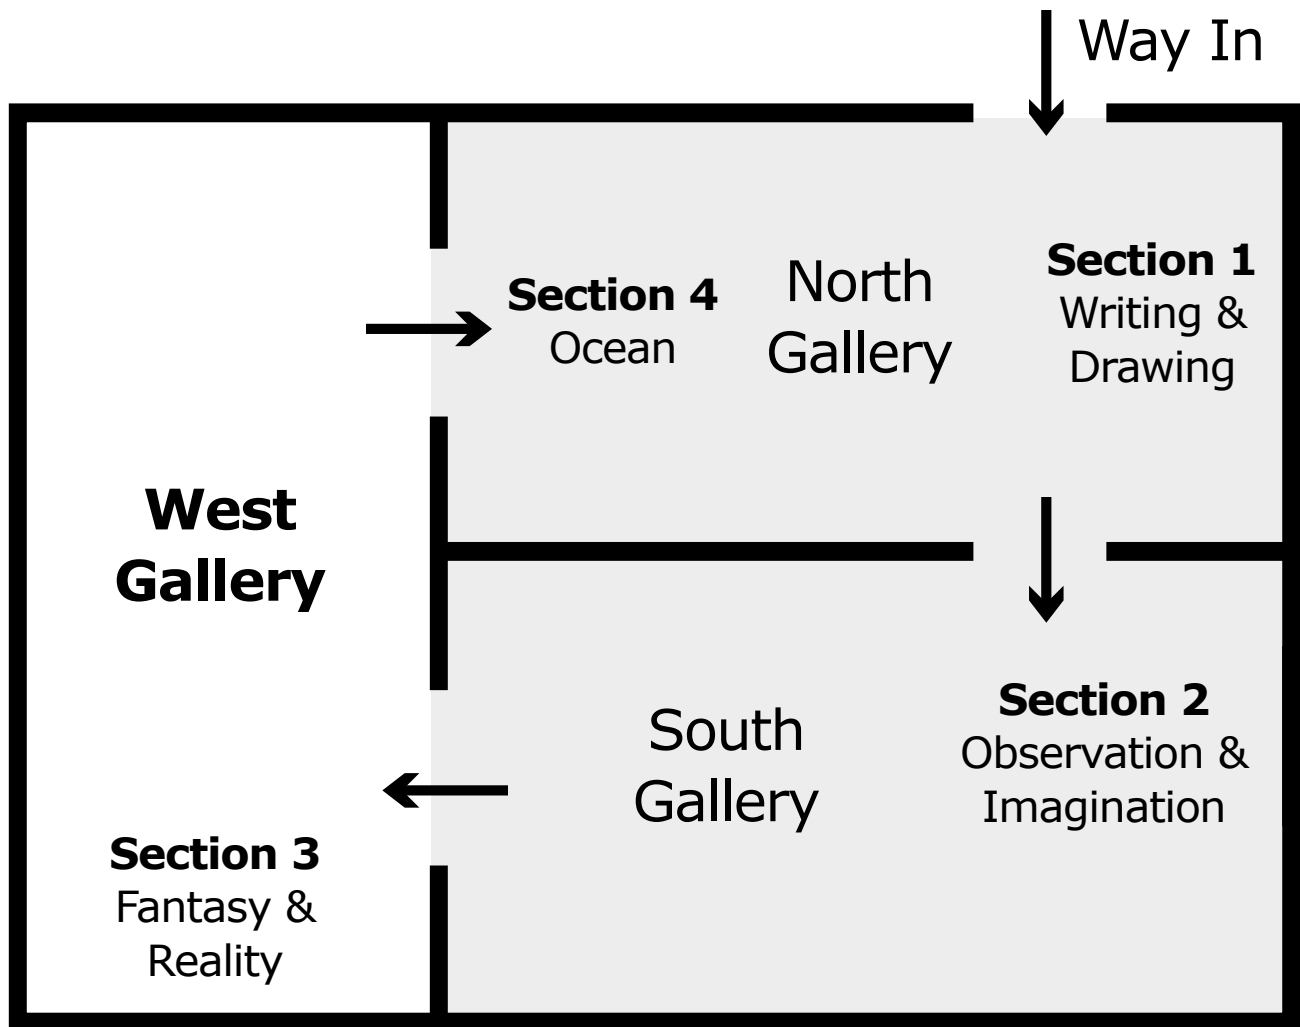 Way In
Section 1
Writing &
Drawing
North
Gallery
Section 4
Ocean
West
Gallery
Section 2
Observation &
Imagination
South
Gallery
Section 3
Fantasy &
Reality